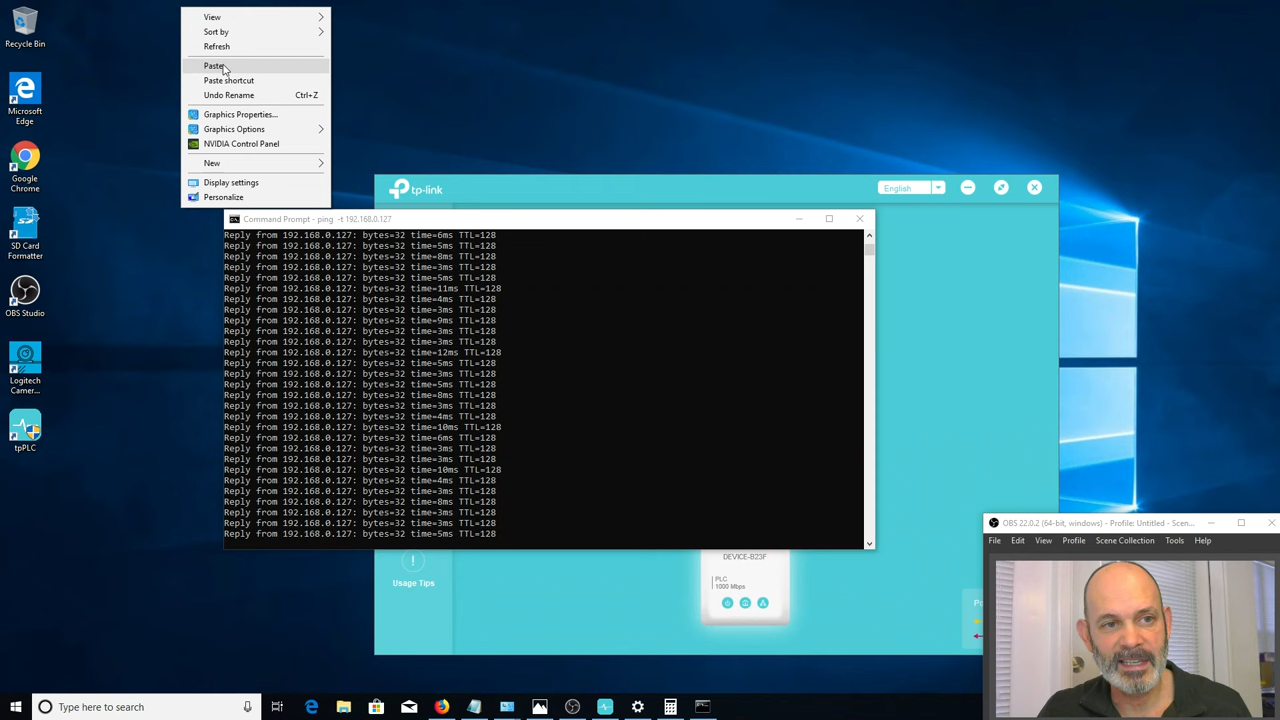 Recycle Bin
Microsoft
Edge
Google
Chrome
SD Card
Formatter
OBS Studio
Logitech
Camer...
tpPLC
View
Sort by
Refresh
Paste
Paste shortcut
Undo Rename Ctrl+Z
Graphics Properties...
Graphics Options
NVIDIA Control Panel
New
Display settings
Personalize
tp-link
English
Command Prompt - ping -t 192.168.0.127
Reply from 192.168.0.127: bytes=32 time=6ms TTL=128
Reply from 192.168.0.127: bytes=32 time=5ms TTL=128
Reply from 192.168.0.127: bytes=32 time=8ms TTL=128
Reply from 192.168.0.127: bytes=32 time=3ms TTL=128
Reply from 192.168.0.127: bytes=32 time=5ms TTL=128
Reply from 192.168.0.127: bytes=32 time=11ms TTL=128
Reply from 192.168.0.127: bytes=32 time=4ms TTL=128
Reply from 192.168.0.127: bytes=32 time=3ms TTL=128
Reply from 192.168.0.127: bytes=32 time=9ms TTL=128
Reply from 192.168.0.127: bytes=32 time=3ms TTL=128
Reply from 192.168.0.127: bytes=32 time=3ms TTL=128
Reply from 192.168.0.127: bytes=32 time=12ms TTL=128
Reply from 192.168.0.127: bytes=32 time=5ms TTL=128
Reply from 192.168.0.127: bytes=32 time=3ms TTL=128
Reply from 192.168.0.127: bytes=32 time=5ms TTL=128
Reply from 192.168.0.127: bytes=32 time=8ms TTL=128
Reply from 192.168.0.127: bytes=32 time=3ms TTL=128
Reply from 192.168.0.127: bytes=32 time=4ms TTL=128
Reply from 192.168.0.127: bytes=32 time=10ms TTL=128
Reply from 192.168.0.127: bytes=32 time=6ms TTL=128
Reply from 192.168.0.127: bytes=32 time=3ms TTL=128
Reply from 192.168.0.127: bytes=32 time=3ms TTL=128
Reply from 192.168.0.127: bytes=32 time=10ms TTL=128
Reply from 192.168.0.127: bytes=32 time=4ms TTL=128
Reply from 192.168.0.127: bytes=32 time=3ms TTL=128
Reply from 192.168.0.127: bytes=32 time=8ms TTL=128
Reply from 192.168.0.127: bytes=32 time=3ms TTL=128
Reply from 192.168.0.127: bytes=32 time=3ms TTL=128
Reply from 192.168.0.127: bytes=32 time=5ms TTL=128
Usage Tips
DEVICE-B23F
PLC
1000 Mbps
OBS 22.0.2 (64-bit, windows) - Profile: Untitled - Scen...
File Edit View Profile Scene Collection Tools Help
Type here to search